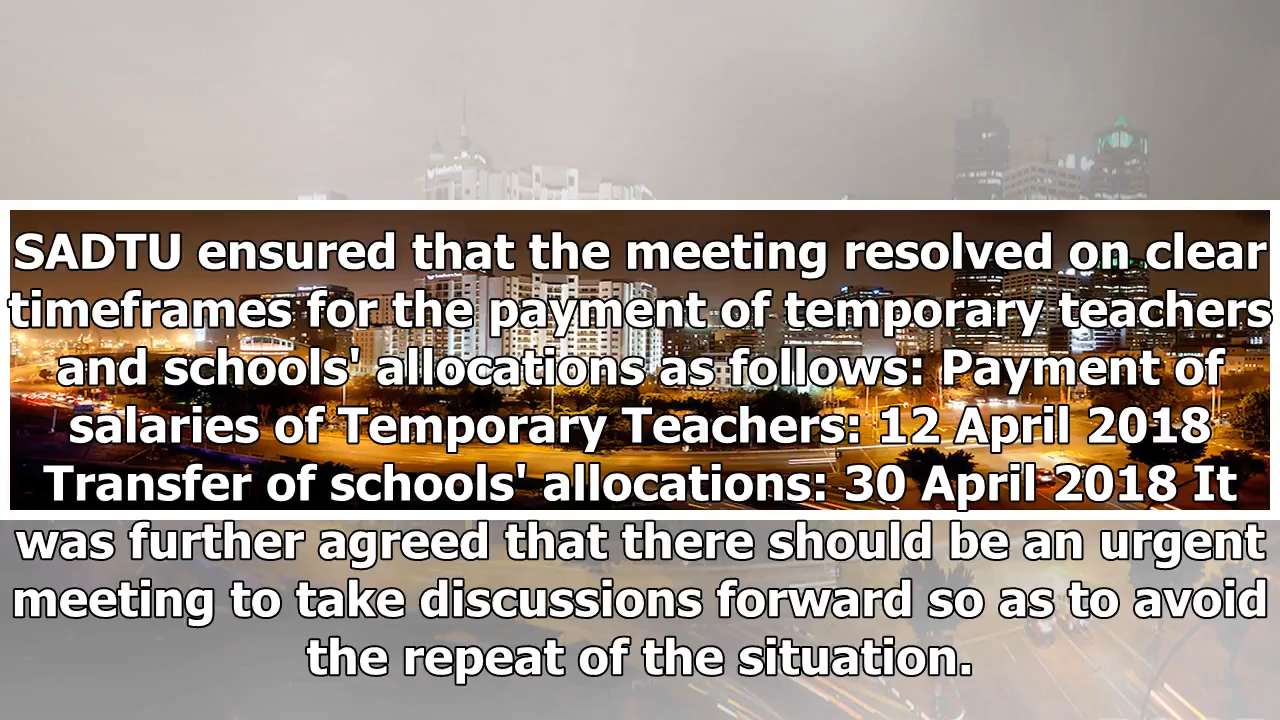 SADTU ensured that the meeting resolved on clear
timeframes for the payment of temporary teachers
and schools' allocations as follows: Payment of
salaries of Temporary Teachers: 12 April 2018
Transfer of schools' allocations: 30 April 2018 It
was further agreed that there should be an urgent
meeting to take discussions forward so as to avoid
the repeat of the situation.